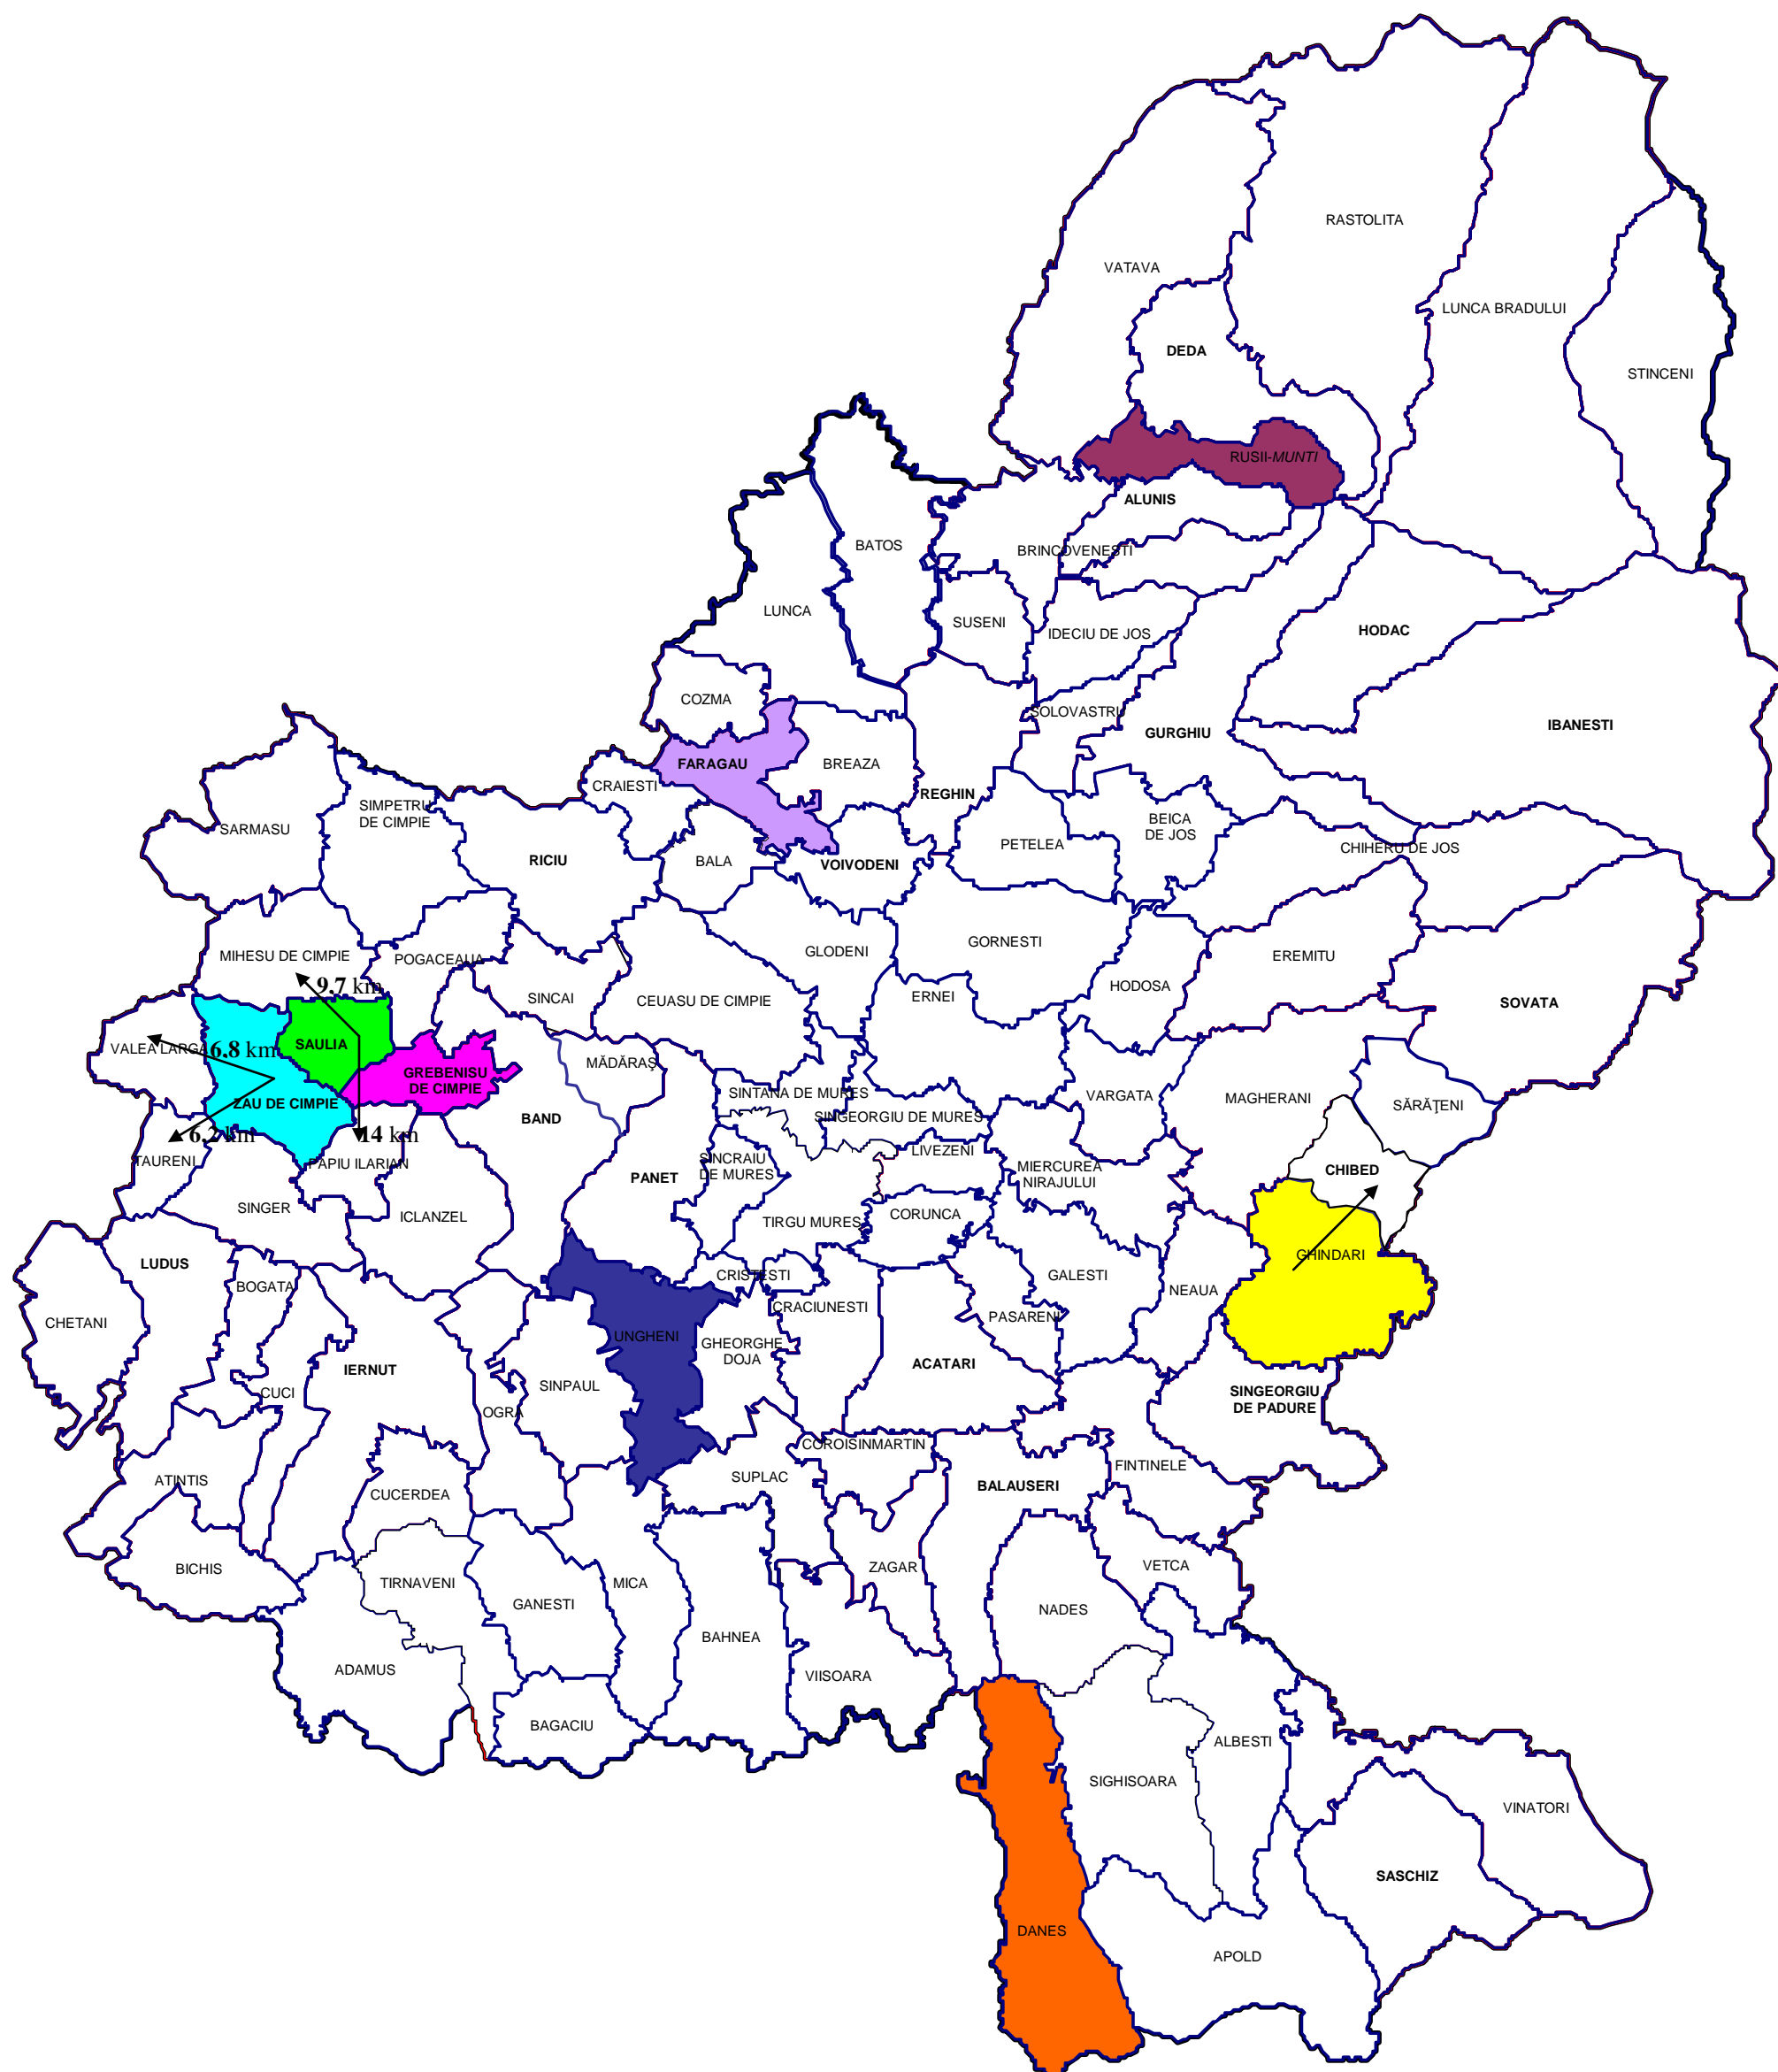 RASTOLITA
VATAVA
LUNCA BRADULUI
DEDA
STINCENI
RUSII-MUNTI
ALUNIS
BATOS
BRINCOVENESTI
LUNCA
SUSENI
IDECIU DE JOS
HODAC
COZMA
SOLOVASTRU
IBANESTI
GURGHIU
FARAGAU
BREAZA
CRAIESTI
REGHIN
SIMPETRU
DE CIMPIE
SARMASU
BEICA
DE JOS
PETELEA
CHIHERU DE JOS
RICIU
BALA
VOIVODENI
GORNESTI
GLODENI
MIHESU DE CIMPIE
POGACEAUA
EREMITU
HODOSA
9,7 km
SINCAI
CEUASU DE CIMPIE
ERNEI
SOVATA
SAULIA
VALEA LARGA
6,8 km
MĂDĂRAŞ
GREBENISU
DE CIMPIE
SINTANA DE MURES
VARGATA
MAGHERANI
SĂRĂŢENI
ZAU DE CIMPIE
BAND
SINGEORGIU DE MURES
6,2 km
14 km
LIVEZENI
TAURENI
PAPIU ILARIAN
SINCRAIU
DE MURES
MIERCUREA
NIRAJULUI
CHIBED
PANET
SINGER
ICLANZEL
TIRGU MURES
CORUNCA
GHINDARI
LUDUS
BOGATA
CRISTESTI
GALESTI
NEAUA
CHETANI
CRACIUNESTI
PASARENI
UNGHENI
GHEORGHE
DOJA
IERNUT
ACATARI
SINPAUL
CUCI
SINGEORGIU
DE PADURE
OGRA
COROISINMARTIN
FINTINELE
ATINTIS
SUPLAC
BALAUSERI
CUCERDEA
BICHIS
ZAGAR
VETCA
TIRNAVENI
MICA
GANESTI
NADES
BAHNEA
ADAMUS
VIISOARA
BAGACIU
ALBESTI
SIGHISOARA
VINATORI
SASCHIZ
DANES
APOLD